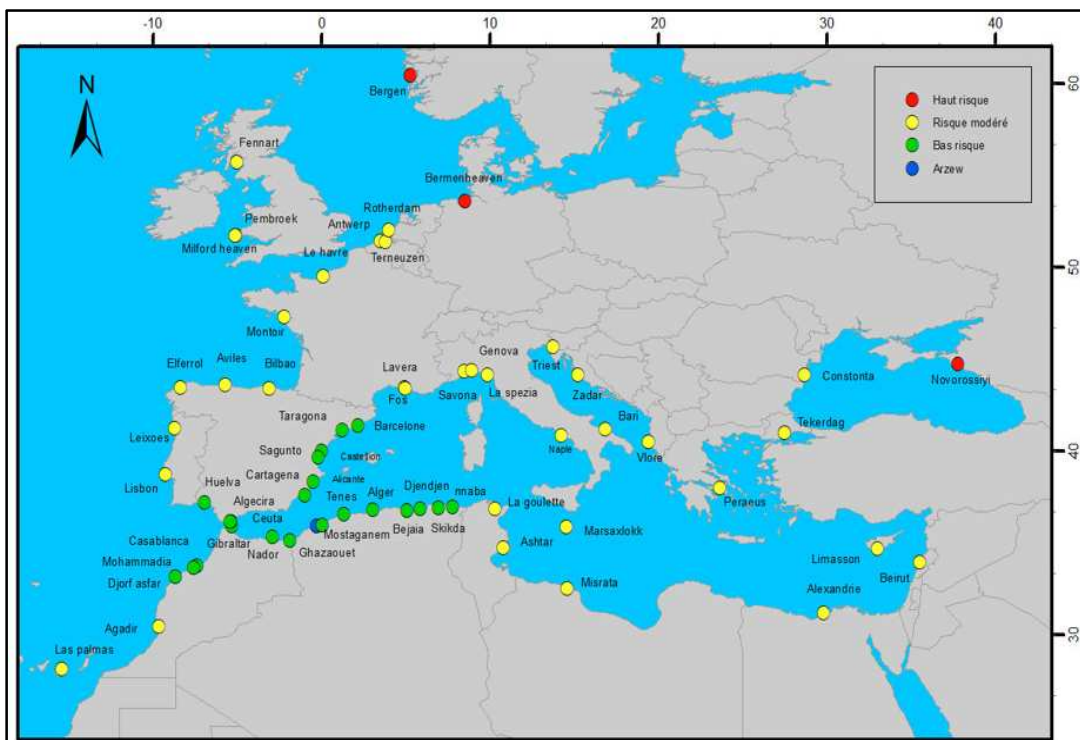 -10 0 10 20 30 40
N
Bergen
60
Haut risque
Risque modéré
Bas risque
Arzew
Fennart
Bermenheaven
Rotherdam
Pembroek
Antwerp
Milford heaven
Le havre
Terneuzen
50
Montoir
Elferrol
Aviles
Bilbao
Lavera
Genova
Triest
Constonta
Novorossiyi
Fos
Savona
La spezia
Zadar
Taragona
Barcelone
Bari
Tekerdag
Leixoes
Sagunto
Castellon
Naple
Vlore
40
Lisbon
Huelva
Cartagena
Alicante
Algecira
Tenes
Alger
Djendjen
nnaba
La goulette
Peraeus
Ceuta
Casablanca
Gibraltar
Mostaganem
Bejaia
Skikda
Marsaxlokk
Nador
Ghazaouet
Ashtar
Limasson
Mohammadia
Djorf asfar
Misrata
Alexandrie
Beirut
Agadir
30
Las palmas